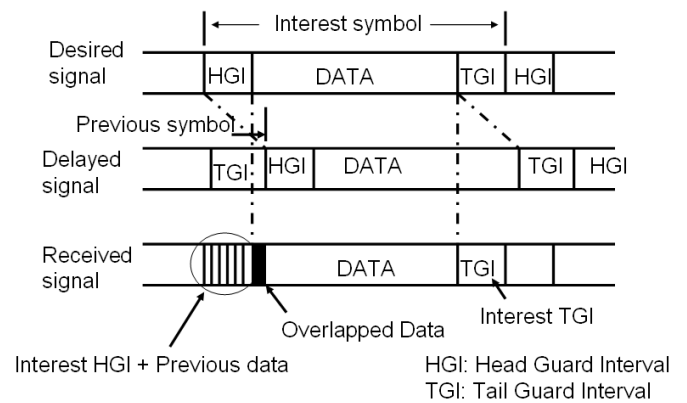 Interest symbol
Desired
signal
HGI DATA TGI HGI
Previous symbol
Delayed
signal
TGI HGI DATA TGI HGI
Received
signal
DATA TGI
Overlapped Data
Interest TGI
Interest HGI + Previous data
HGI: Head Guard Interval
TGI: Tail Guard Interval